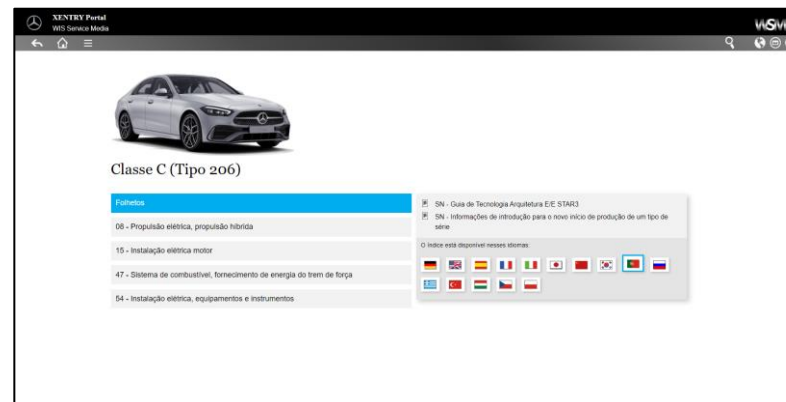 XENTRY Portal
WIS Service Media
WSM
Classe C (Tipo 206)
Folhetos
08 - Propulsão elétrica, propulsão híbrida
15 - Instalação elétrica motor
47 - Sistema de combustível, fornecimento de energia do trem de força
54 - Instalação elétrica, equipamentos e instrumentos
SN - Guia de Tecnologia Arquitetura E/E STAR3
SN - Informações de introdução para o novo início de produção de um tipo de
série
O índice está disponível nesses idiomas: